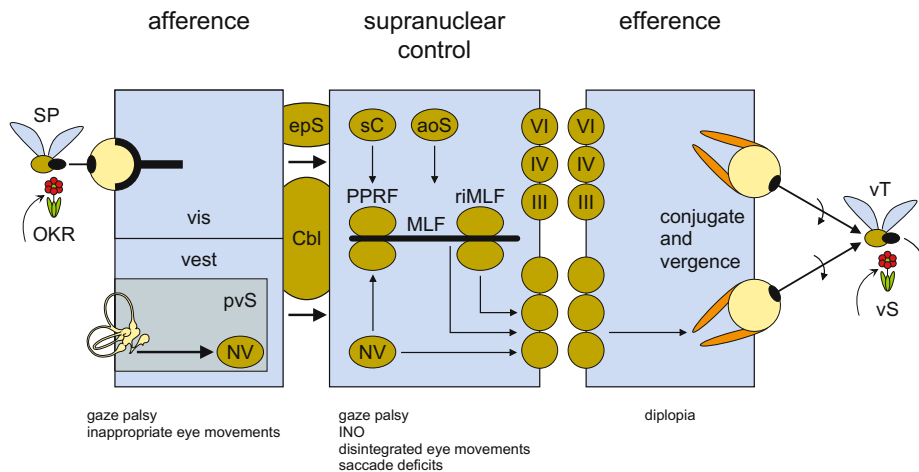 afference
supranuclear
control
efference
SP
OKR
vis
vest
pvS
NV
epS
Cbl
sC
aoS
PPRF
riMLF
MLF
NV
VI
IV
III
VI
IV
III
conjugate and
vergence
vT
vS
gaze palsy
inappropriate eye movements
gaze palsy
INO
disintegrated eye movements
saccade deficits
diplopia